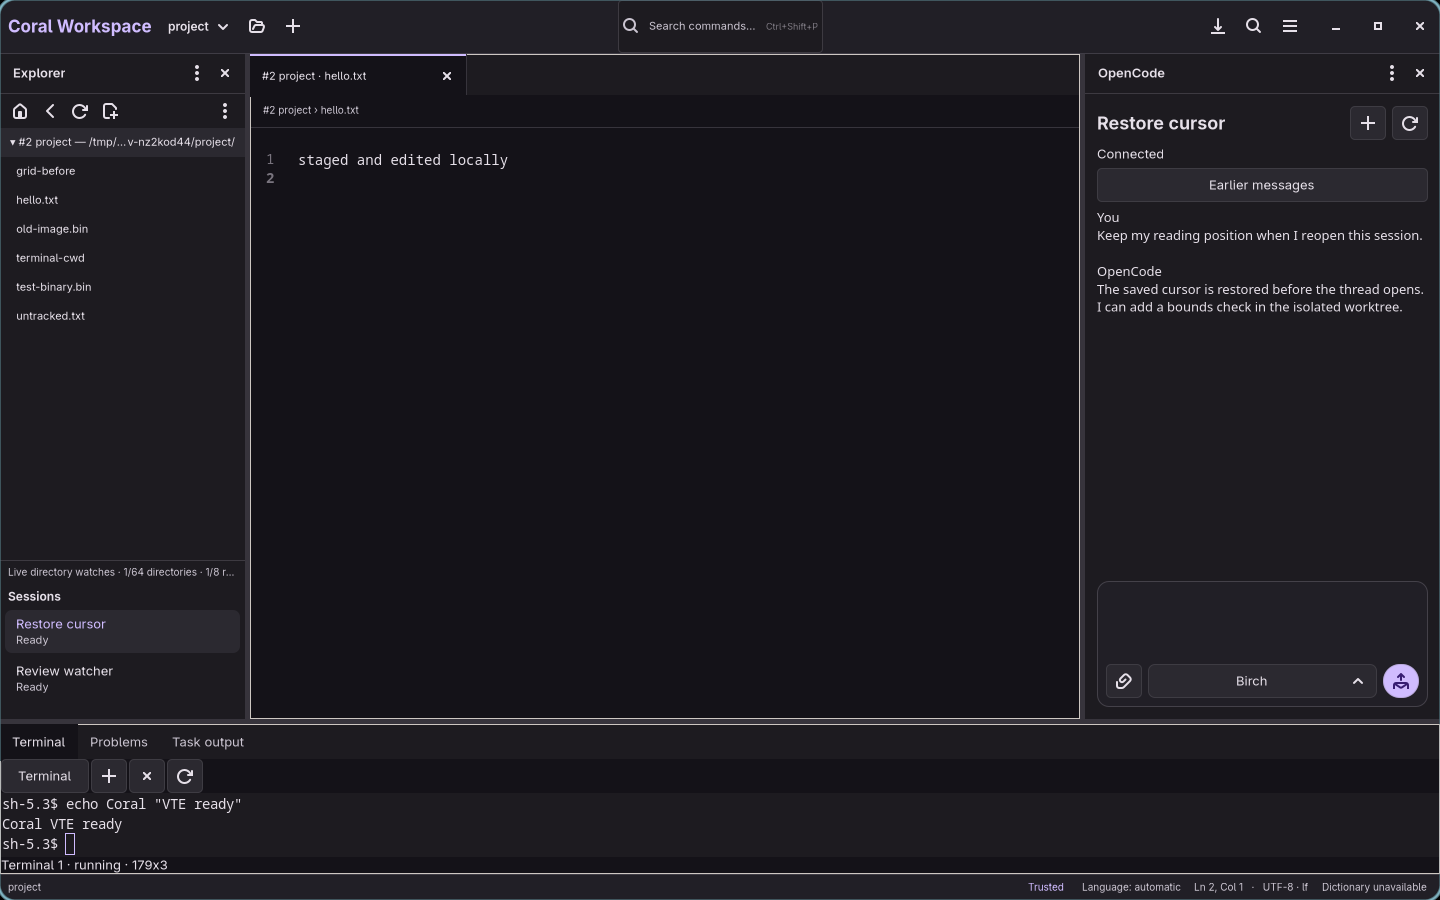 Coral Workspace
project
Search commands...
Ctrl+Shift+P
Explorer
#2 project — /tmp/...v-nz2kod44/project/
grid-before
hello.txt
old-image.bin
terminal-cwd
test-binary.bin
untracked.txt
Live directory watches · 1/64 directories · 1/8 r...
Sessions
Restore cursor
Ready
Review watcher
Ready
#2 project · hello.txt
#2 project › hello.txt
1 staged and edited locally
2
OpenCode
Restore cursor
Connected
Earlier messages
You
Keep my reading position when I reopen this session.
OpenCode
The saved cursor is restored before the thread opens.
I can add a bounds check in the isolated worktree.
Birch
Terminal
Problems
Task output
Terminal
sh-5.3$ echo Coral "VTE ready"
Coral VTE ready
sh-5.3$
Terminal 1 · running · 179x3
project
Trusted
Language: automatic
Ln 2, Col 1 · UTF-8 · lf
Dictionary unavailable